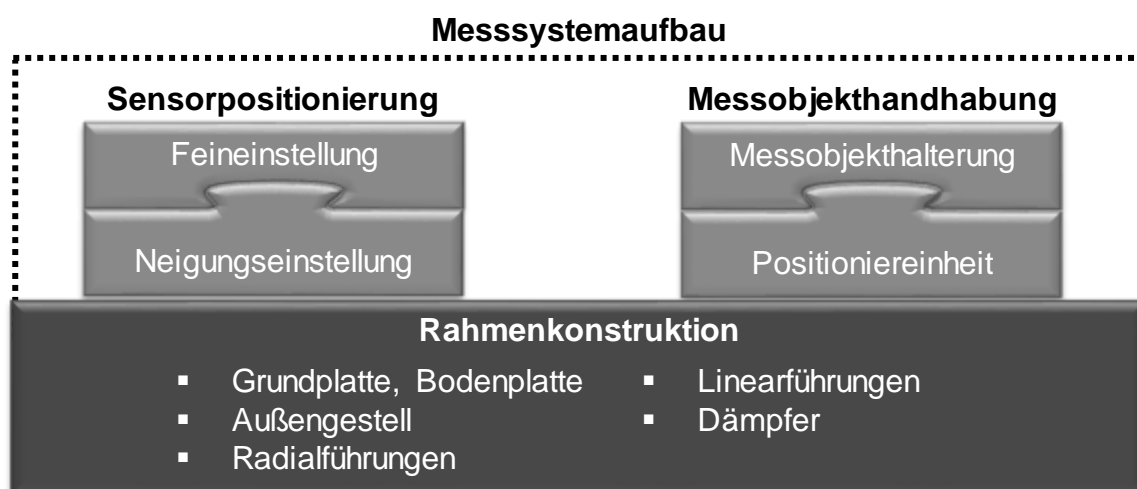 Messsystemaufbau
Sensorpositionierung
Feineinstellung
Neigungseinstellung
Messobjekthandhabung
Messobjekthalterung
Positioniereinheit
Rahmenkonstruktion
▪ Grundplatte, Bodenplatte
▪ Außengestell
▪ Radialführungen
▪ Linearführungen
▪ Dämpfer